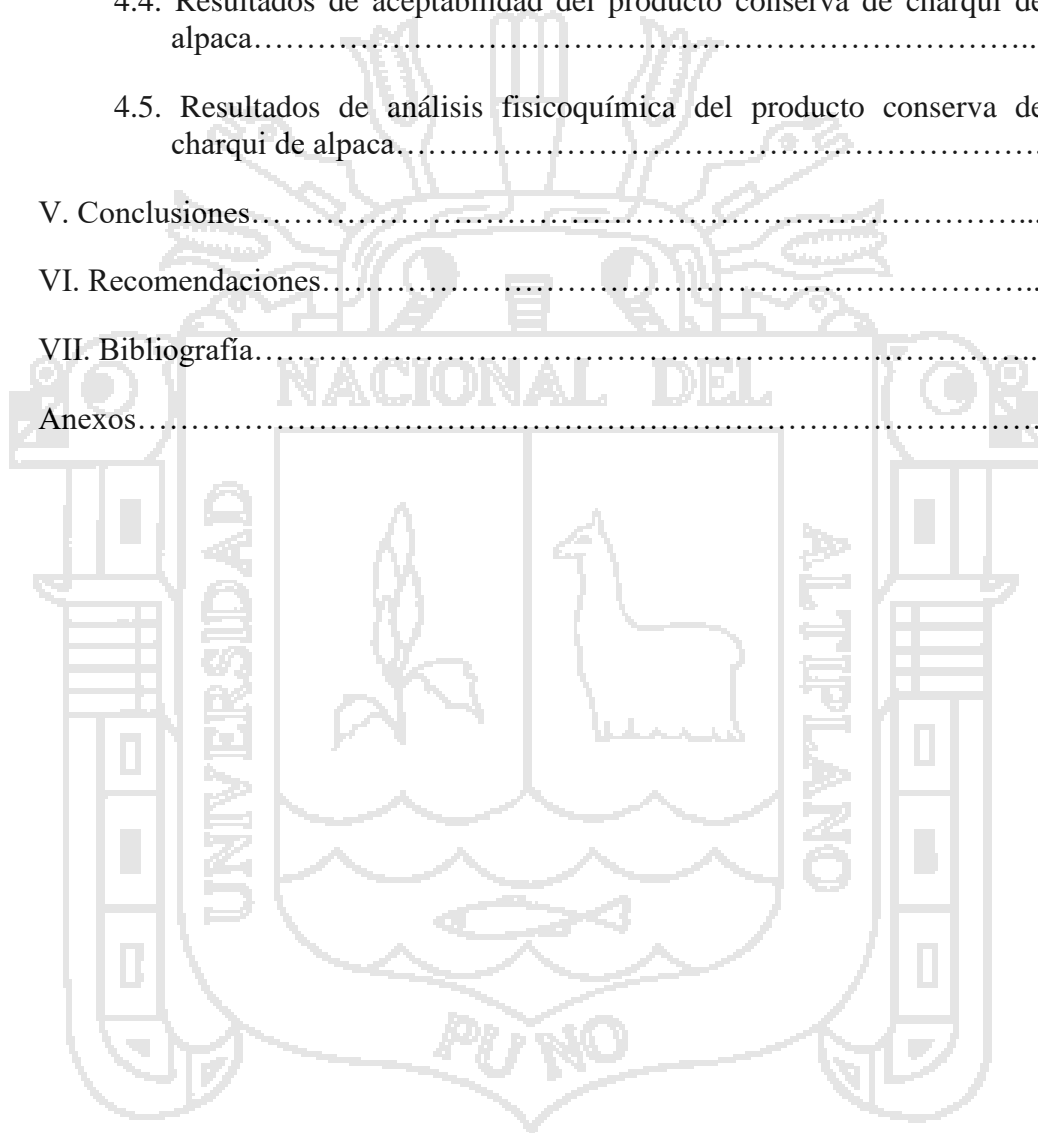 4.4. Resultados de aceptabilidad del producto conserva de charqui de
alpaca…………………………………………………………………..
4.5. Resultados de análisis fisicoquímica del producto conserva de
charqui de alpaca……………………………………………………….
V. Conclusiones…………………………………………………………………...
VI. Recomendaciones……………………………………………………………..
VII. Bibliografía…………………………………………………………………..
Anexos…………………………………………………………………………….
NACIONAL DEL
UNIVERSIDAD
ALTIPLANO
PUNO